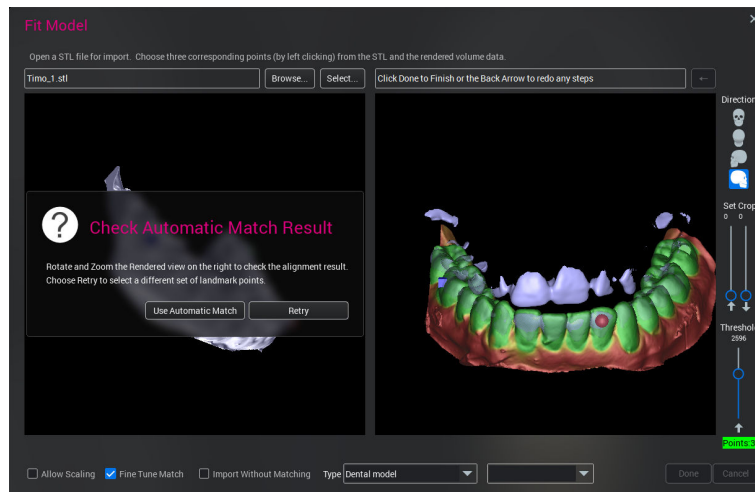 Fit Model
Open a STL file for import. Choose three corresponding points (by left clicking) from the STL and the rendered volume data.
Timo_1.stl
Browse...
Select...
Click Done to Finish or the Back Arrow to redo any steps
←
Direction
Set Crop
0 0
Threshold
2596
Points:3
Check Automatic Match Result
Rotate and Zoom the Rendered view on the right to check the alignment result.
Choose Retry to select a different set of landmark points.
Use Automatic Match
Retry
Allow Scaling
Fine Tune Match
Import Without Matching
Type
Dental model
Done
Cancel